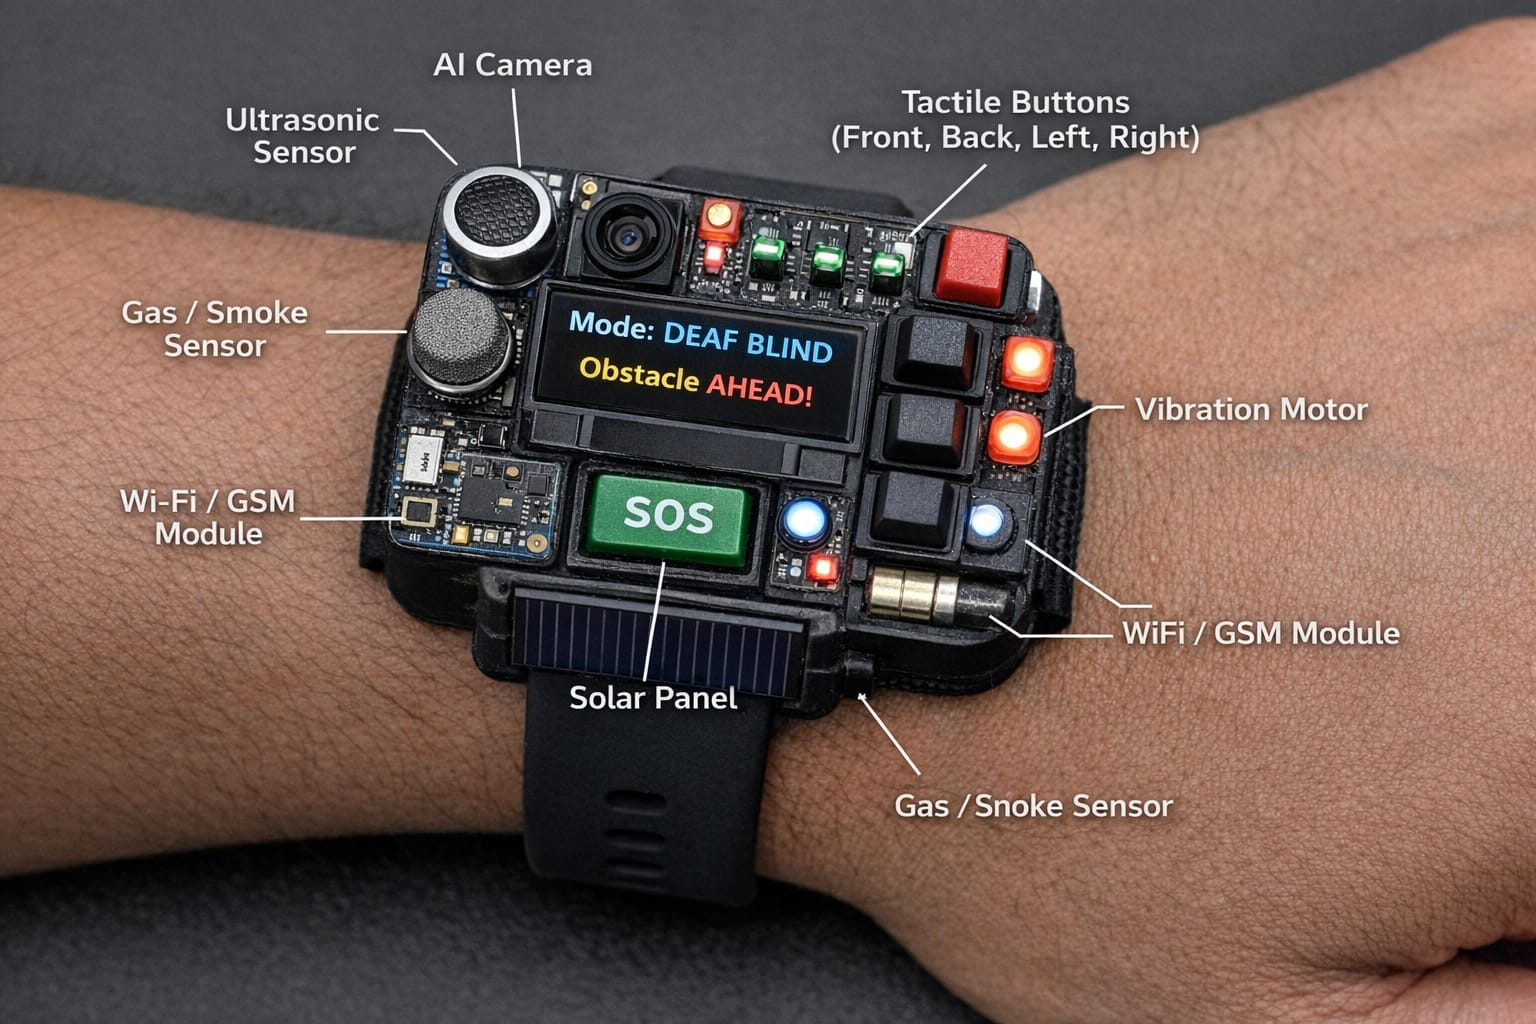 AI Camera
Ultrasonic
Sensor
Tactile Buttons
(Front, Back, Left, Right)
Gas / Smoke
Sensor
Mode: DEAF BLIND
Obstacle AHEAD!
Vibration Motor
Wi-Fi / GSM
Module
SOS
WiFi / GSM Module
Solar Panel
Gas / Snoke Sensor